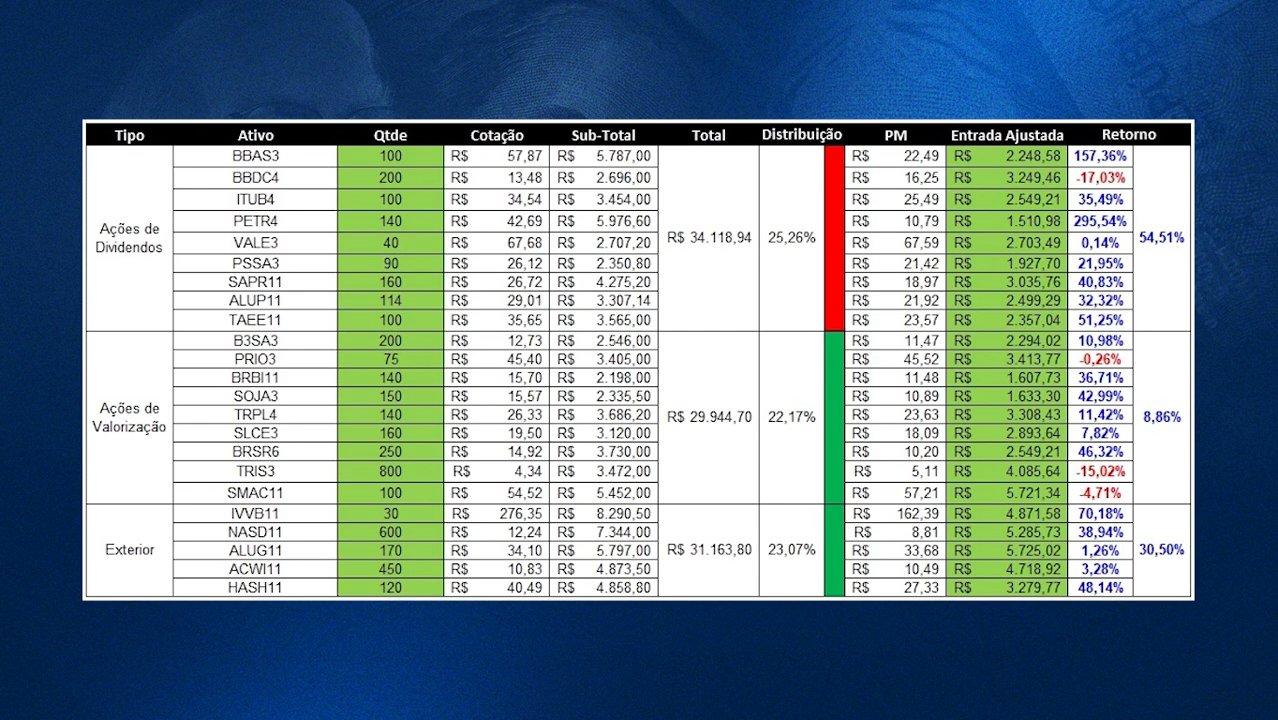 Tipo Ativo Qtde Cotação Sub-Total Total Distribuição PM Entrada Ajustada Retorno
Ações de Dividendos R$ 34.118,94 25,26% 54,51%
BBAS3 100 R$ 57,87 R$ 5.787,00 R$ 22,49 R$ 2.248,58 157,36%
BBDC4 200 R$ 13,48 R$ 2.696,00 R$ 16,25 R$ 3.249,46 -17,03%
ITUB4 100 R$ 34,54 R$ 3.454,00 R$ 25,49 R$ 2.549,21 35,49%
PETR4 140 R$ 42,69 R$ 5.976,60 R$ 10,79 R$ 1.510,98 295,54%
VALE3 40 R$ 67,68 R$ 2.707,20 R$ 67,59 R$ 2.703,49 0,14%
PSSA3 90 R$ 26,12 R$ 2.350,80 R$ 21,42 R$ 1.927,70 21,95%
SAPR11 160 R$ 26,72 R$ 4.275,20 R$ 18,97 R$ 3.035,76 40,83%
ALUP11 114 R$ 29,01 R$ 3.307,14 R$ 21,92 R$ 2.499,29 32,32%
TAEE11 100 R$ 35,65 R$ 3.565,00 R$ 23,57 R$ 2.357,04 51,25%
Ações de Valorização R$ 29.944,70 22,17% 8,86%
B3SA3 200 R$ 12,73 R$ 2.546,00 R$ 11,47 R$ 2.294,02 10,98%
PRIO3 75 R$ 45,40 R$ 3.405,00 R$ 45,52 R$ 3.413,77 -0,26%
BRBI11 140 R$ 15,70 R$ 2.198,00 R$ 11,48 R$ 1.607,73 36,71%
SOJA3 150 R$ 15,57 R$ 2.335,50 R$ 10,89 R$ 1.633,30 42,99%
TRPL4 140 R$ 26,33 R$ 3.686,20 R$ 23,63 R$ 3.308,43 11,42%
SLCE3 160 R$ 19,50 R$ 3.120,00 R$ 18,09 R$ 2.893,64 7,82%
BRSR6 250 R$ 14,92 R$ 3.730,00 R$ 10,20 R$ 2.549,21 46,32%
TRIS3 800 R$ 4,34 R$ 3.472,00 R$ 5,11 R$ 4.085,64 -15,02%
SMAC11 100 R$ 54,52 R$ 5.452,00 R$ 57,21 R$ 5.721,34 -4,71%
Exterior R$ 31.163,80 23,07% 30,50%
IVVB11 30 R$ 276,35 R$ 8.290,50 R$ 162,39 R$ 4.871,58 70,18%
NASD11 600 R$ 12,24 R$ 7.344,00 R$ 8,81 R$ 5.285,73 38,94%
ALUG11 170 R$ 34,10 R$ 5.797,00 R$ 33,68 R$ 5.725,02 1,26%
ACWI11 450 R$ 10,83 R$ 4.873,50 R$ 10,49 R$ 4.718,92 3,28%
HASH11 120 R$ 40,49 R$ 4.858,80 R$ 27,33 R$ 3.279,77 48,14%